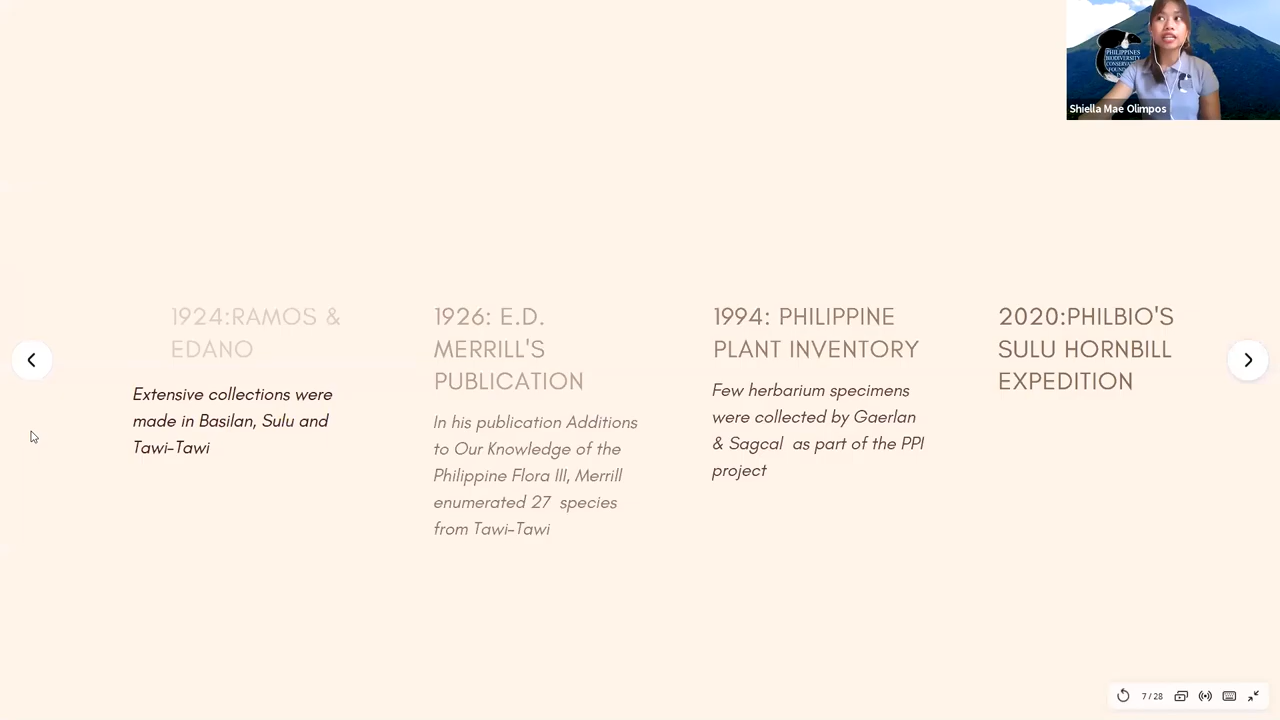 PHILIPPINES
BIODIVERSITY
Shiella Mae Olimpos
1924:RAMOS &
EDANO
Extensive collections were
made in Basilan, Sulu and
Tawi-Tawi
1926: E.D.
MERRILL'S
PUBLICATION
In his publication Additions
to Our Knowledge of the
Philippine Flora III, Merrill
enumerated 27 species
from Tawi-Tawi
1994: PHILIPPINE
PLANT INVENTORY
Few herbarium specimens
were collected by Gaerlan
& Sagcal as part of the PPI
project
2020:PHILBIO'S
SULU HORNBILL
EXPEDITION
7 / 28